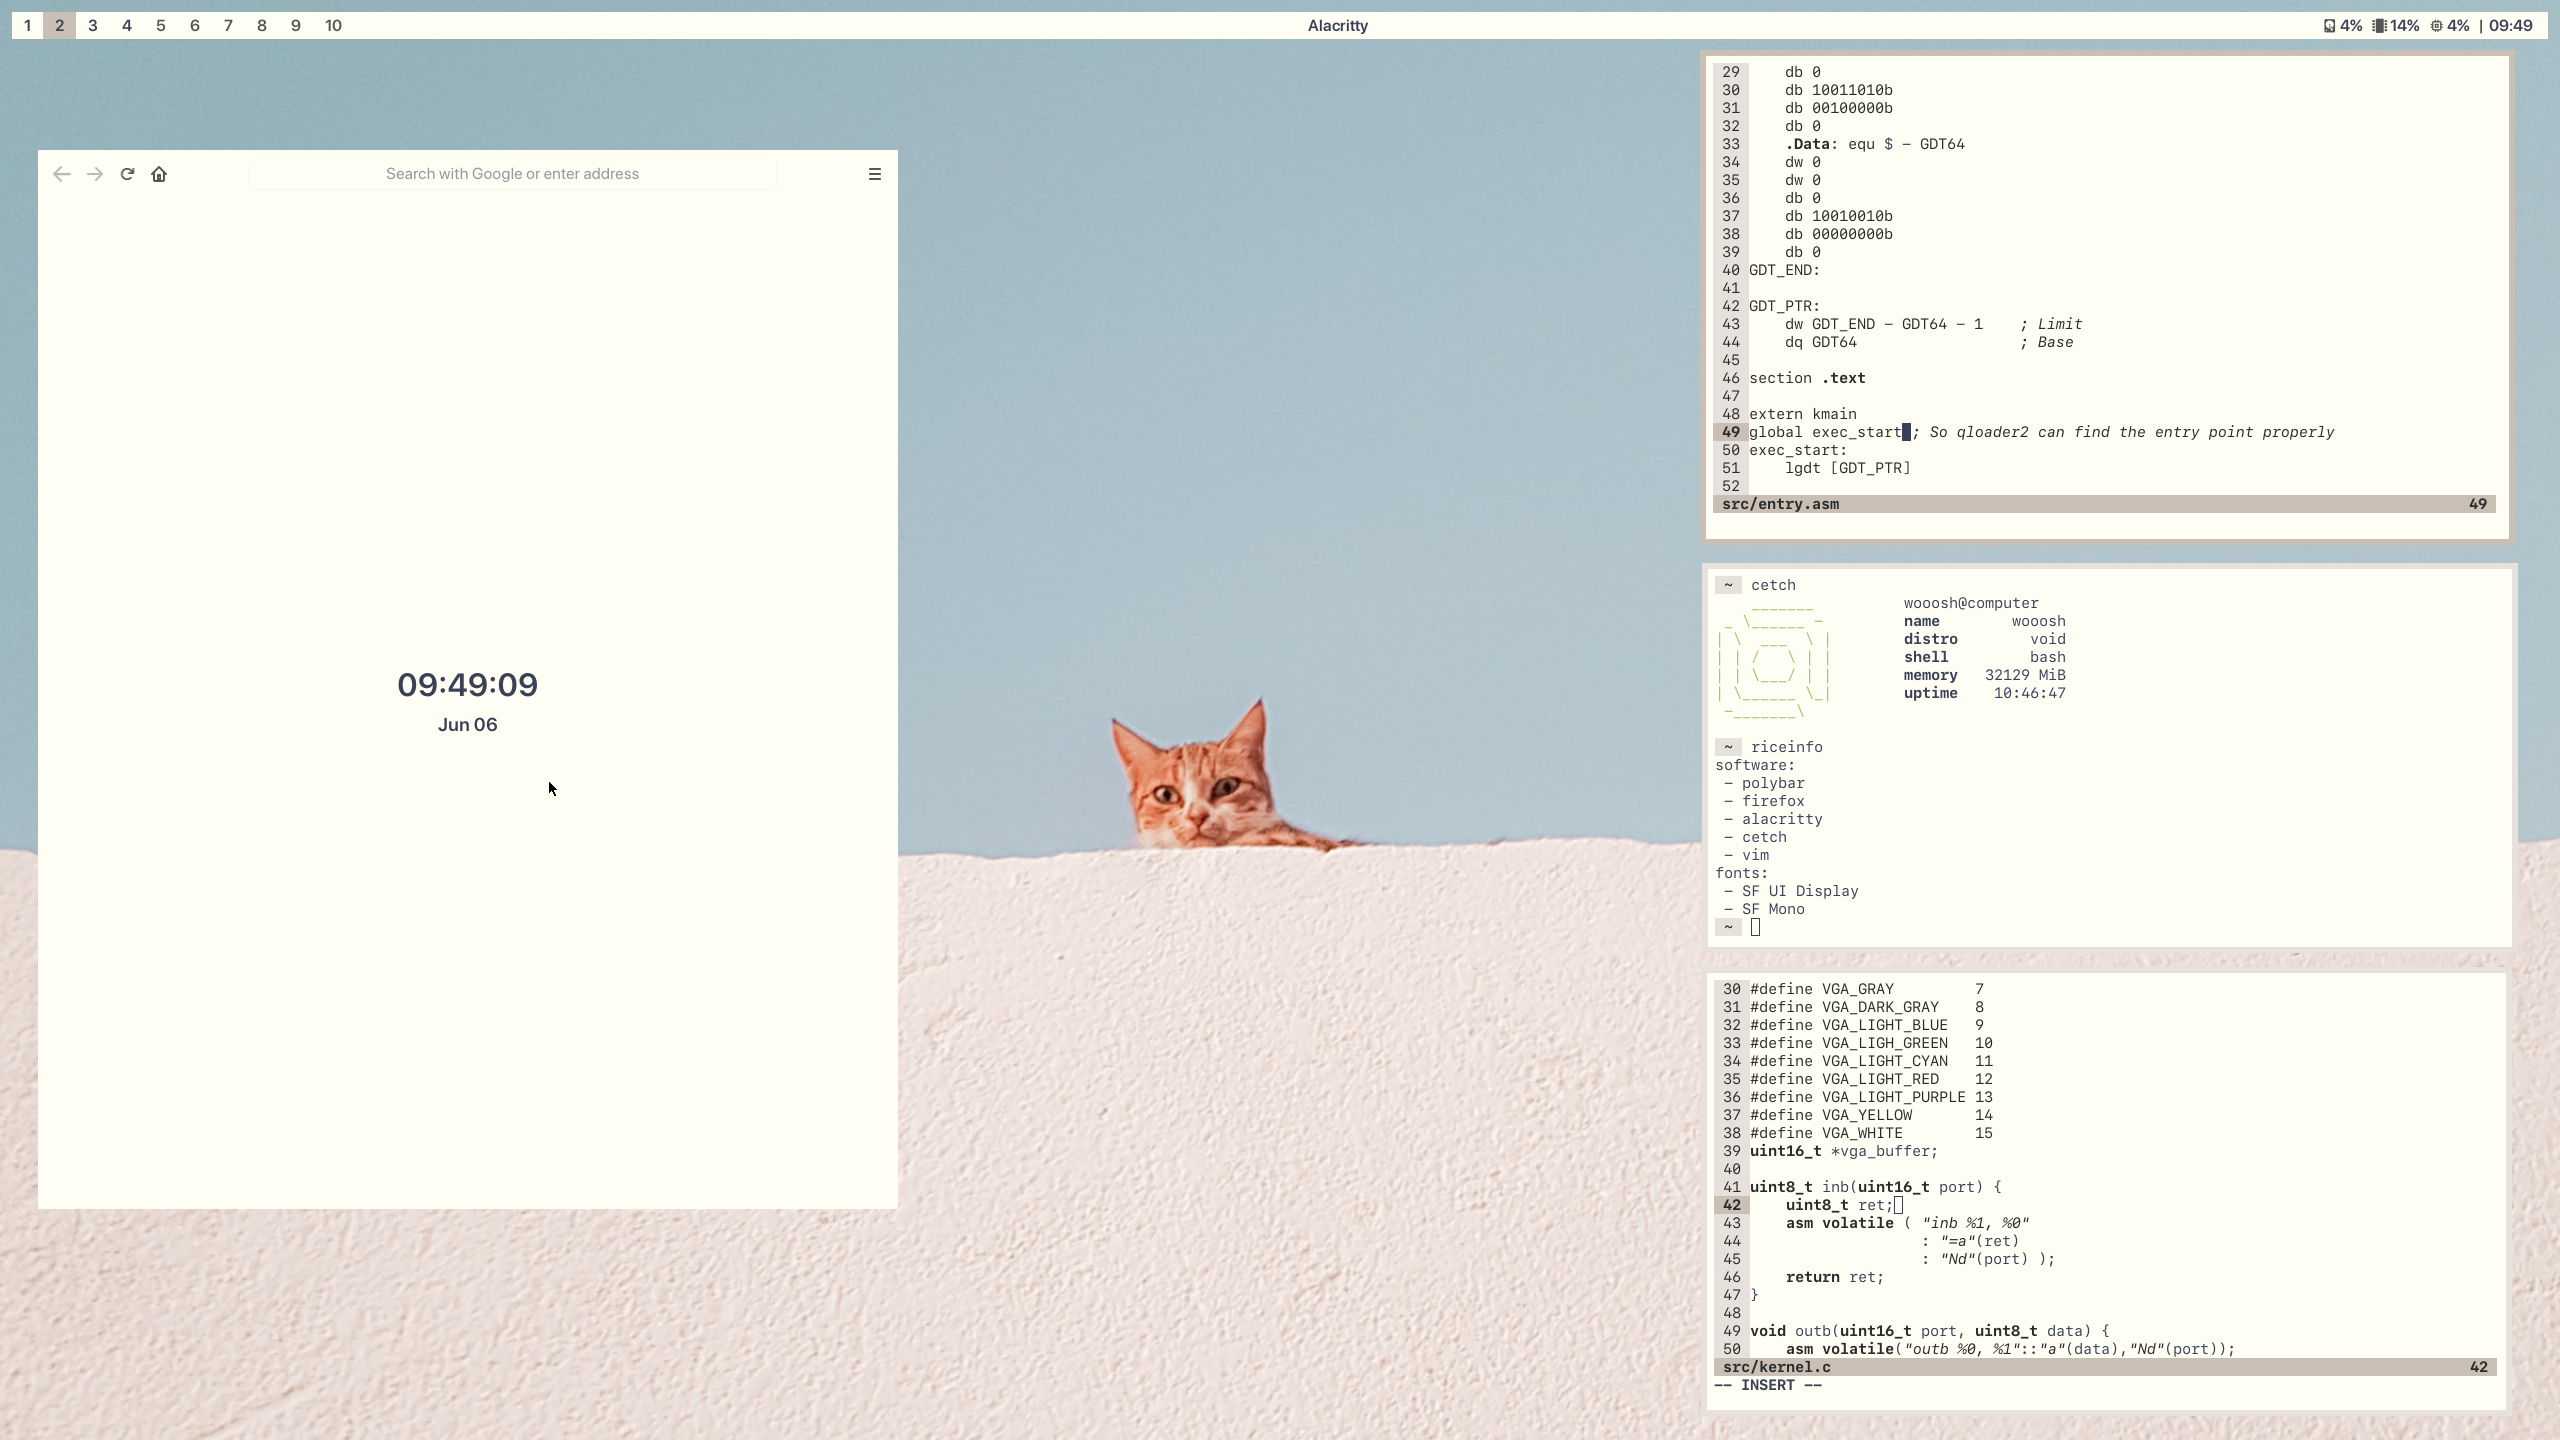 1 2 3 4 5 6 7 8 9 10
Alacritty
4% 14% 4% | 09:49
Search with Google or enter address
09:49:09
Jun 06
29     db 0
30     db 10011010b
31     db 00100000b
32     db 0
33     .Data: equ $ - GDT64
34     dw 0
35     dw 0
36     db 0
37     db 10010010b
38     db 00000000b
39     db 0
40 GDT_END:
41
42 GDT_PTR:
43     dw GDT_END - GDT64 - 1    ; Limit
44     dq GDT64                  ; Base
45
46 section .text
47
48 extern kmain
49 global exec_start ; So qloader2 can find the entry point properly
50 exec_start:
51     lgdt [GDT_PTR]
52
src/entry.asm 49
~ cetch
wooosh@computer
name wooosh
distro void
shell bash
memory 32129 MiB
uptime 10:46:47
~ riceinfo
software:
 - polybar
 - firefox
 - alacritty
 - cetch
 - vim
fonts:
 - SF UI Display
 - SF Mono
~
30 #define VGA_GRAY         7
31 #define VGA_DARK_GRAY    8
32 #define VGA_LIGHT_BLUE   9
33 #define VGA_LIGH_GREEN   10
34 #define VGA_LIGHT_CYAN   11
35 #define VGA_LIGHT_RED    12
36 #define VGA_LIGHT_PURPLE 13
37 #define VGA_YELLOW       14
38 #define VGA_WHITE        15
39 uint16_t *vga_buffer;
40
41 uint8_t inb(uint16_t port) {
42     uint8_t ret;
43     asm volatile ( "inb %1, %0"
44                    : "=a"(ret)
45                    : "Nd"(port) );
46     return ret;
47 }
48
49 void outb(uint16_t port, uint8_t data) {
50     asm volatile("outb %0, %1"::"a"(data),"Nd"(port));
src/kernel.c 42
-- INSERT --